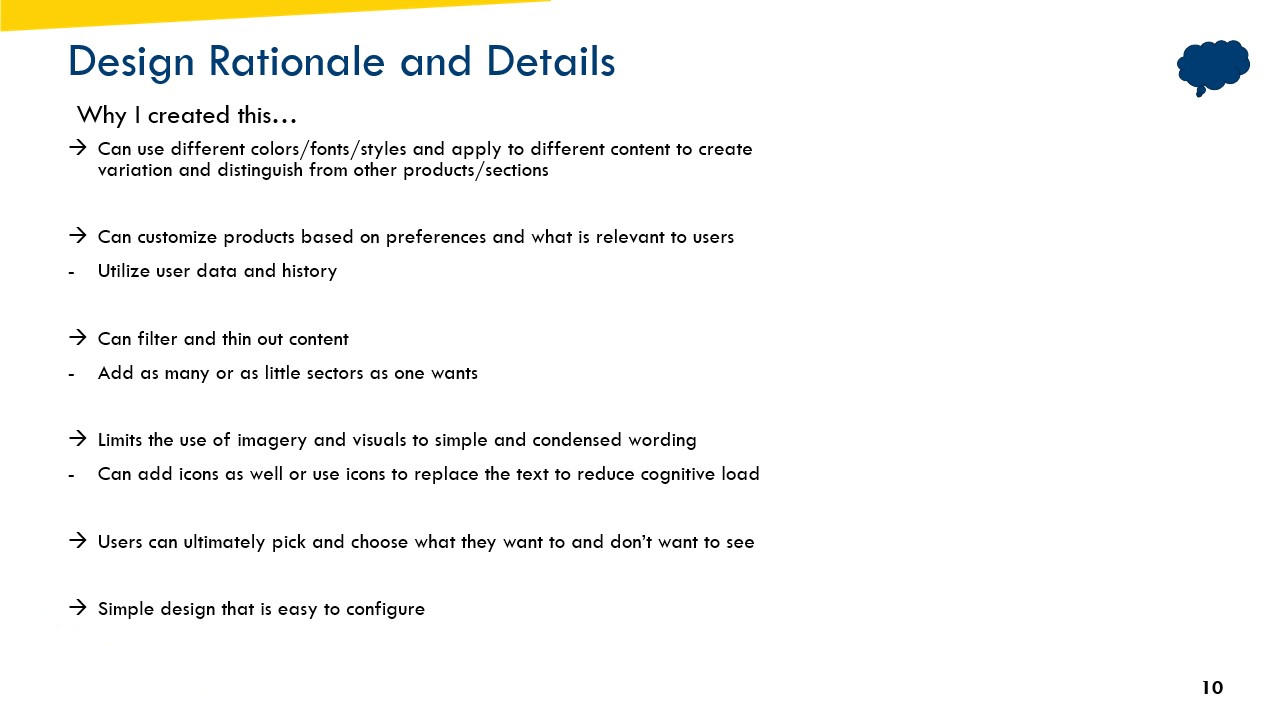 Design Rationale and Details
Why I created this...
→ Can use different colors/fonts/styles and apply to different content to create
variation and distinguish from other products/sections
→ Can customize products based on preferences and what is relevant to users
- Utilize user data and history
→ Can filter and thin out content
- Add as many or as little sectors as one wants
→ Limits the use of imagery and visuals to simple and condensed wording
- Can add icons as well or use icons to replace the text to reduce cognitive load
→ Users can ultimately pick and choose what they want to and don't want to see
→ Simple design that is easy to configure
10